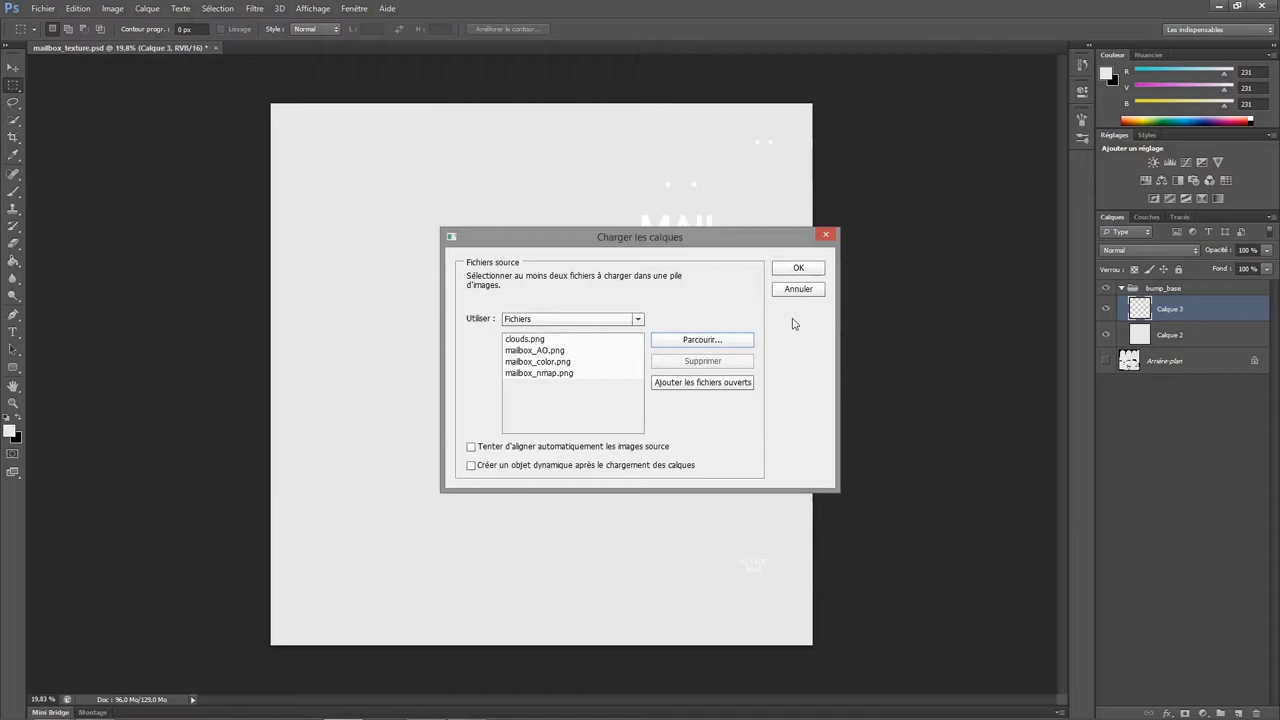 Ps Fichier Edition Image Calque Texte Sélection Filtre 3D Affichage Fenêtre Aide
Contour progr. : 0 px Lissage Style : Normal L : H : Améliorer le contour... Les indispensables
mailbox_texture.psd @ 19,8% (Calque 3, RVB/16) * ×
Couleur Nuancier
R 231
V 231
B 231
Réglages Styles
Ajouter un réglage
Calques Couches Tracés
Type
Normal Opacité : 100 %
Verrou : Fond : 100 %
bump_base
Calque 3
Calque 2
Arrière-plan
MAIL
Charger les calques
Fichiers source
Sélectionner au moins deux fichiers à charger dans une pile
d'images.
OK
Annuler
Utiliser : Fichiers
clouds.png
mailbox_AO.png
mailbox_color.png
mailbox_nmap.png
Parcourir...
Supprimer
Ajouter les fichiers ouverts
Tenter d'aligner automatiquement les images source
Créer un objet dynamique après le chargement des calques
19,83 % Doc : 96,0 Mo/129,0 Mo
Mini Bridge Montage